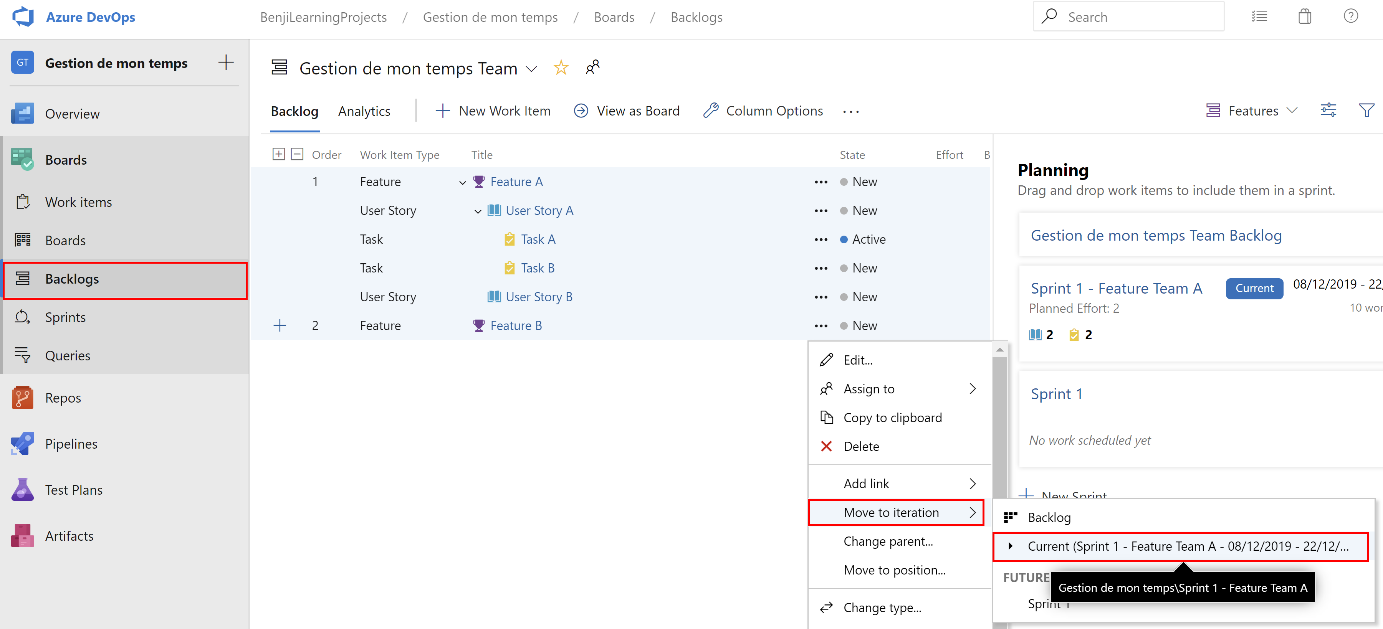 Azure DevOps
BenjiLearningProjects / Gestion de mon temps / Boards / Backlogs
Search
GT Gestion de mon temps
Overview
Boards
Work items
Boards
Backlogs
Sprints
Queries
Repos
Pipelines
Test Plans
Artifacts
Gestion de mon temps Team
Backlog Analytics New Work Item View as Board Column Options ...
Features
Order Work Item Type Title State Effort B
1 Feature Feature A ... New
User Story User Story A ... New
Task Task A ... Active
Task Task B ... New
User Story User Story B ... New
2 Feature Feature B ... New
Edit...
Assign to
Copy to clipboard
Delete
Add link
Move to iteration
Change parent...
Move to position...
Change type...
Planning
Drag and drop work items to include them in a sprint.
Gestion de mon temps Team Backlog
Sprint 1 - Feature Team A Current 08/12/2019 - 22/
Planned Effort: 2 10 wor
2 2
Sprint 1
No work scheduled yet
New Sprint
Backlog
Current (Sprint 1 - Feature Team A - 08/12/2019 - 22/12/...
FUTURE
Gestion de mon temps\Sprint 1 - Feature Team A
Sprint 1